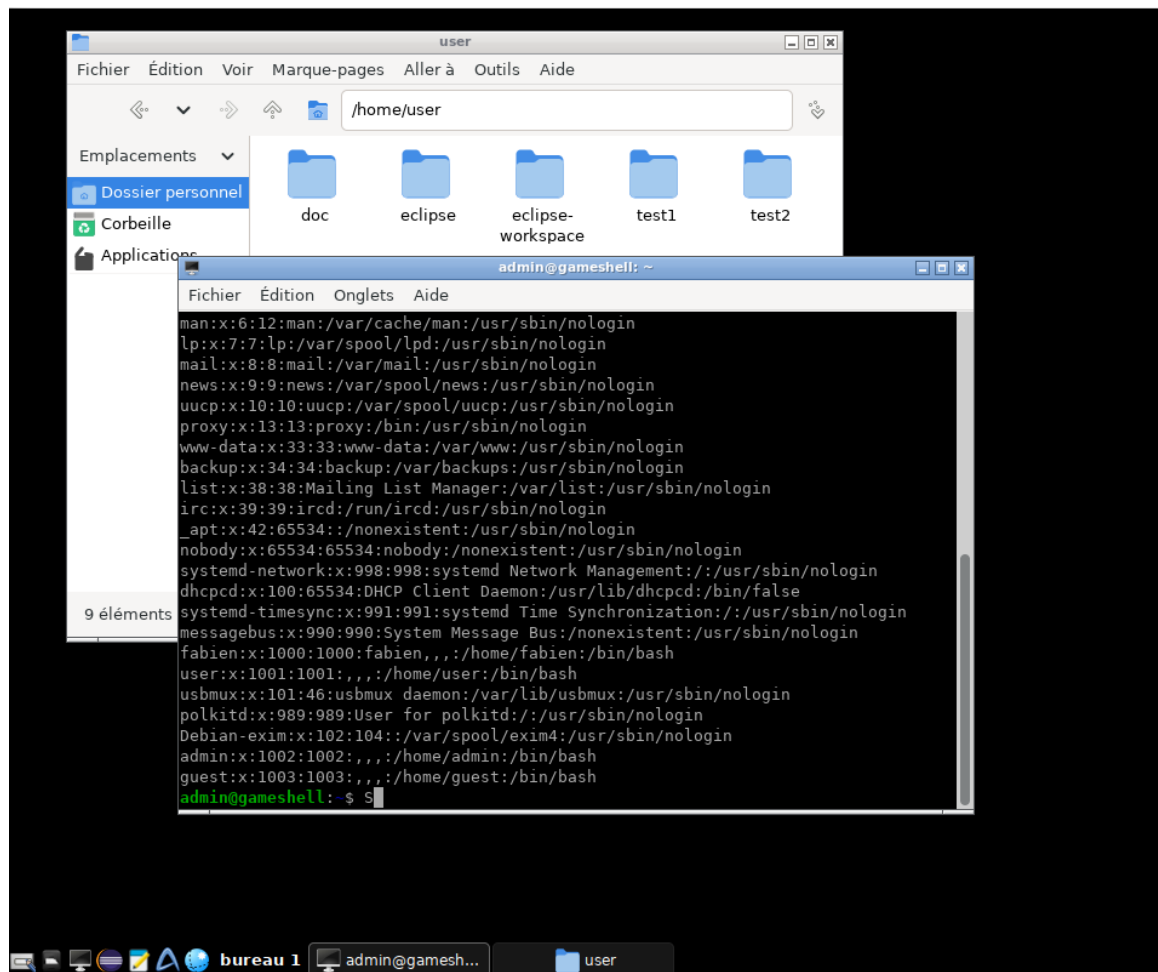 user
Fichier Édition Voir Marque-pages Aller à Outils Aide
/home/user
Emplacements
Dossier personnel
Corbeille
Applications
doc
eclipse
eclipse-
workspace
test1
test2
9 éléments
admin@gameshell: ~
Fichier Édition Onglets Aide
man:x:6:12:man:/var/cache/man:/usr/sbin/nologin
lp:x:7:7:lp:/var/spool/lpd:/usr/sbin/nologin
mail:x:8:8:mail:/var/mail:/usr/sbin/nologin
news:x:9:9:news:/var/spool/news:/usr/sbin/nologin
uucp:x:10:10:uucp:/var/spool/uucp:/usr/sbin/nologin
proxy:x:13:13:proxy:/bin:/usr/sbin/nologin
www-data:x:33:33:www-data:/var/www:/usr/sbin/nologin
backup:x:34:34:backup:/var/backups:/usr/sbin/nologin
list:x:38:38:Mailing List Manager:/var/list:/usr/sbin/nologin
irc:x:39:39:ircd:/run/ircd:/usr/sbin/nologin
_apt:x:42:65534::/nonexistent:/usr/sbin/nologin
nobody:x:65534:65534:nobody:/nonexistent:/usr/sbin/nologin
systemd-network:x:998:998:systemd Network Management:/:/usr/sbin/nologin
dhcpcd:x:100:65534:DHCP Client Daemon:/usr/lib/dhcpcd:/bin/false
systemd-timesync:x:991:991:systemd Time Synchronization:/:/usr/sbin/nologin
messagebus:x:990:990:System Message Bus:/nonexistent:/usr/sbin/nologin
fabien:x:1000:1000:fabien,,,:/home/fabien:/bin/bash
user:x:1001:1001:,,,:/home/user:/bin/bash
usbmux:x:101:46:usbmux daemon:/var/lib/usbmux:/usr/sbin/nologin
polkitd:x:989:989:User for polkitd:/:/usr/sbin/nologin
Debian-exim:x:102:104::/var/spool/exim4:/usr/sbin/nologin
admin:x:1002:1002:,,,:/home/admin:/bin/bash
guest:x:1003:1003:,,,:/home/guest:/bin/bash
admin@gameshell:~$ S
bureau 1 admin@gamesh... user